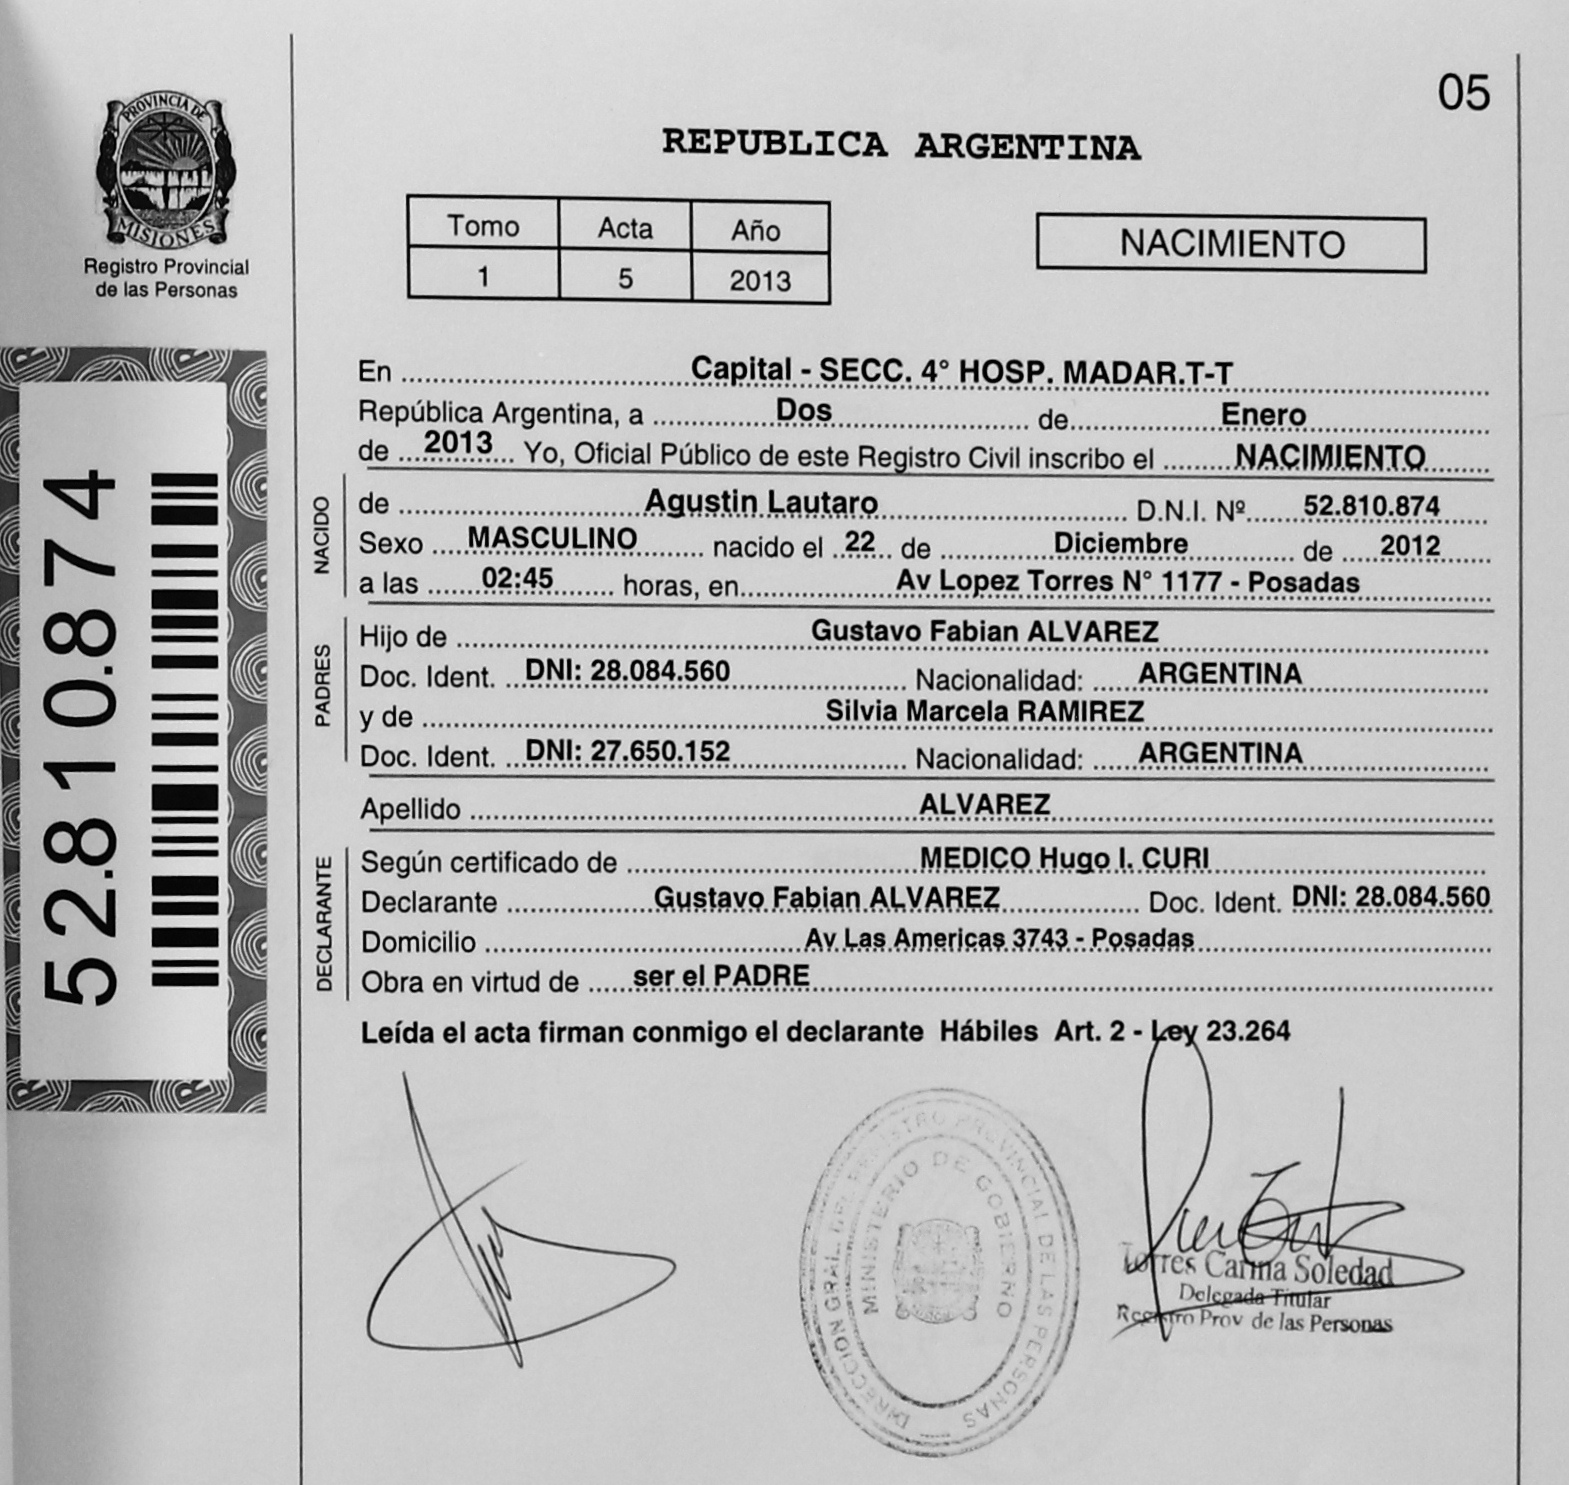 05
PROVINCIA DE
MISIONES
Registro Provincial
de las Personas
REPUBLICA ARGENTINA
Tomo Acta Año
1 5 2013
NACIMIENTO
52.810.874
En Capital - SECC. 4° HOSP. MADAR.T-T
República Argentina, a Dos de Enero
de 2013 Yo, Oficial Público de este Registro Civil inscribo el NACIMIENTO
NACIDO
de Agustin Lautaro D.N.I. Nº 52.810.874
Sexo MASCULINO nacido el 22 de Diciembre de 2012
a las 02:45 horas, en Av Lopez Torres N° 1177 - Posadas
PADRES
Hijo de Gustavo Fabian ALVAREZ
Doc. Ident. DNI: 28.084.560 Nacionalidad: ARGENTINA
y de Silvia Marcela RAMIREZ
Doc. Ident. DNI: 27.650.152 Nacionalidad: ARGENTINA
Apellido ALVAREZ
DECLARANTE
Según certificado de MEDICO Hugo I. CURI
Declarante Gustavo Fabian ALVAREZ Doc. Ident. DNI: 28.084.560
Domicilio Av Las Americas 3743 - Posadas
Obra en virtud de ser el PADRE
Leída el acta firman conmigo el declarante Hábiles Art. 2 - Ley 23.264
DIRECCION GRAL. DEL REGISTRO PROVINCIAL DE LAS PERSONAS
MINISTERIO DE GOBIERNO
Torres Carina Soledad
Delegada Titular
Registro Prov de las Personas